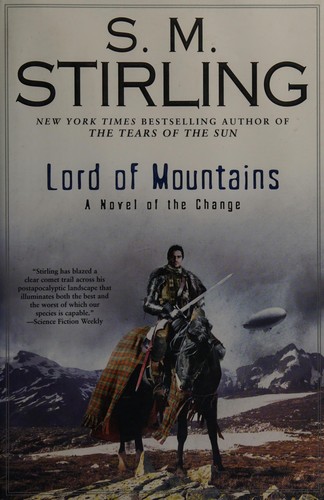 S. M.
STIRLING
NEW YORK TIMES BESTSELLING AUTHOR OF
THE TEARS OF THE SUN
Lord of Mountains
A Novel of the Change
"Stirling has blazed a
clear comet trail across his
postapocalyptic landscape that
illuminates both the best and
the worst of which our
species is capable."
—Science Fiction Weekly